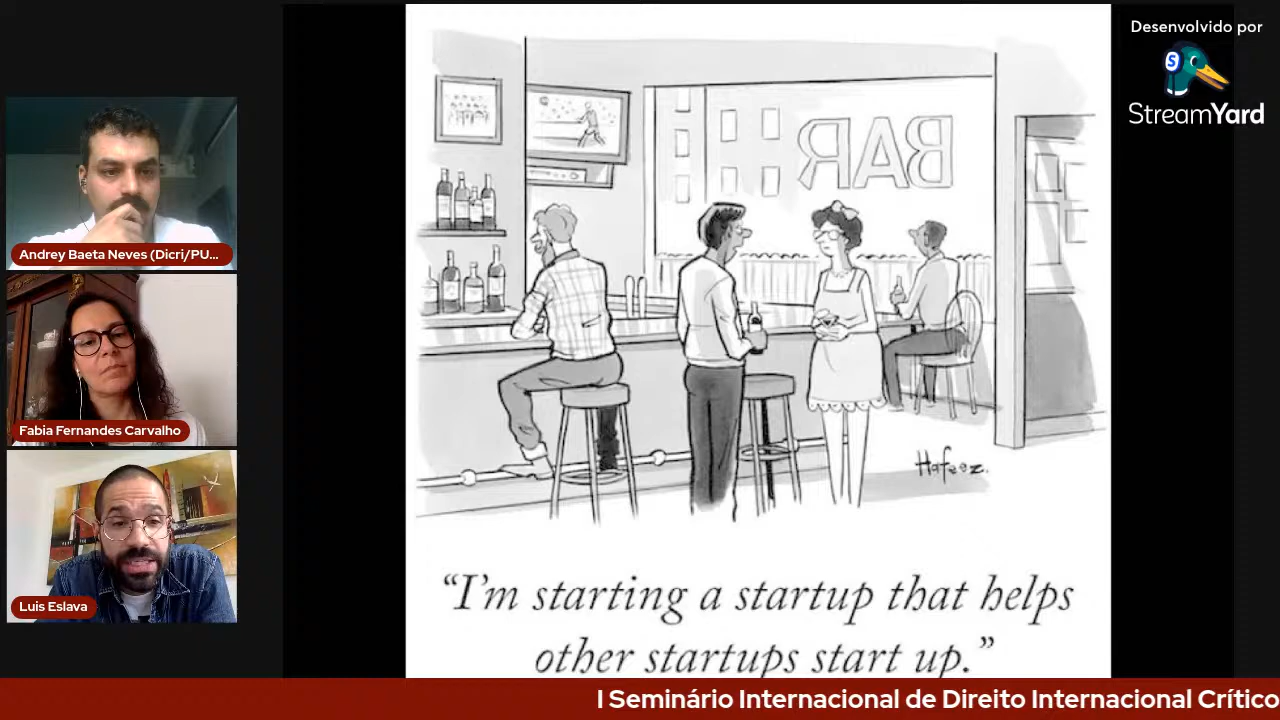 Desenvolvido por
StreamYard
BAR
Andrey Baeta Neves (Dicri/PU...
Fabia Fernandes Carvalho
Luis Eslava
Hafeez.
“I’m starting a startup that helps
other startups start up.”
I Seminário Internacional de Direito Internacional Crítico